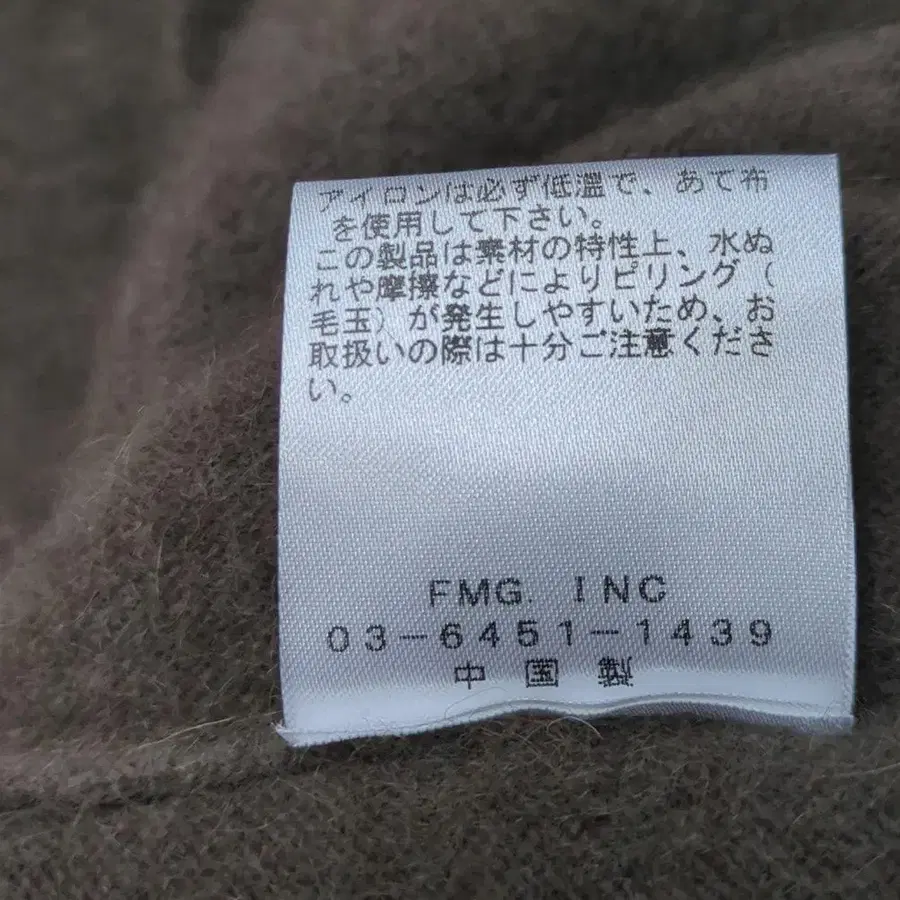 アイロンは必ず低温で、あて布
を使用して下さい。
この製品は素材の特性上、水ぬ
れや摩擦などによりピリング（
毛玉）が発生しやすいため、お
取扱いの際は十分ご注意くださ
い。
FMG. INC
03-6451-1439
中国製